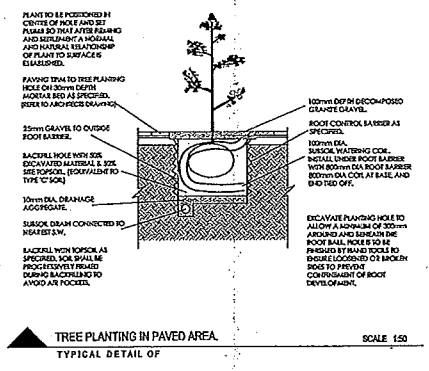 PLANT TO BE POSITIONED IN
CENTRE OF HOLE AND SET
PLUMB SO THAT AFTER FIRMING
AND SETTLEMENT A NORMAL
AND NATURAL RELATIONSHIP
OF PLANT TO SURFACE IS
ESTABLISHED.
PAVING TRIM TO TREE PLANTING
HOLE ON 30mm DEPTH
MORTAR BED AS SPECIFIED.
(REFER TO ARCHITECTS DRAWING)
25mm GRAVEL TO OUTSIDE
ROOT BARRIER.
BACKFILL HOLE WITH 50%
EXCAVATED MATERIAL & 50%
SITE TOPSOIL. (EQUIVALENT TO
TYPE 'C' SOIL)
10mm DIA. DRAINAGE
AGGREGATE.
SUBSOIL DRAIN CONNECTED TO
NEAREST S.W.
BACKFILL WITH TOPSOIL AS
SPECIFIED. SOIL SHALL BE
PROGRESSIVELY FIRMED
DURING BACKFILLING TO
AVOID AIR POCKETS.
100mm DEPTH DECOMPOSED
GRANITE GRAVEL.
ROOT CONTROL BARRIER AS
SPECIFIED.
100mm DIA.
SUBSOIL WATERING COIL.
INSTALL UNDER ROOT BARRIER
WITH 800mm DIA ROOT BARRIER
800mm DIA COIL AT BASE, AND
END TIED OFF.
EXCAVATE PLANTING HOLE TO
ALLOW A MINIMUM OF 300mm
AROUND AND BENEATH THE
ROOT BALL. HOLE IS TO BE
FINISHED BY HAND TOOLS TO
ENSURE LOOSENED OR BROKEN
SIDES TO PREVENT
CONFINEMENT OF ROOT
DEVELOPMENT.
TREE PLANTING IN PAVED AREA.
SCALE 1:50
TYPICAL DETAIL OF